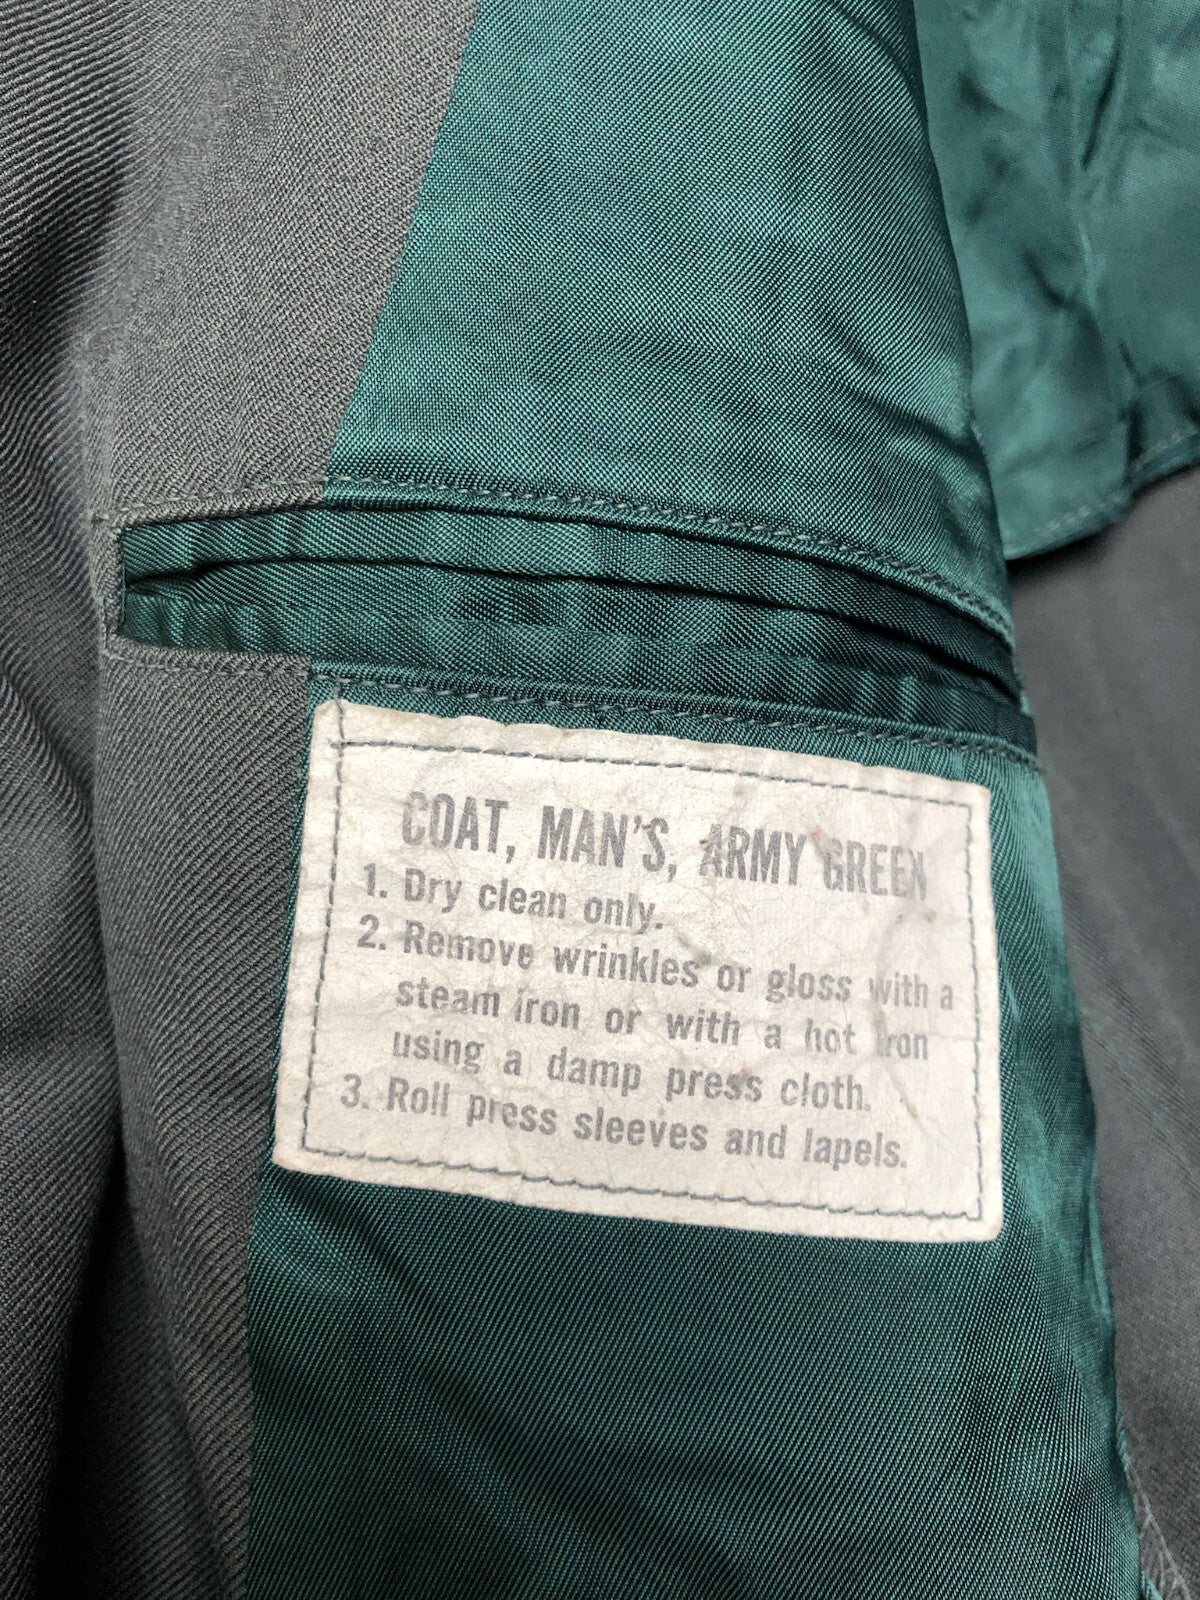 COAT, MAN'S, ARMY GREEN
1. Dry clean only.
2. Remove wrinkles or gloss with a
steam iron or with a hot iron
using a damp press cloth.
3. Roll press sleeves and lapels.